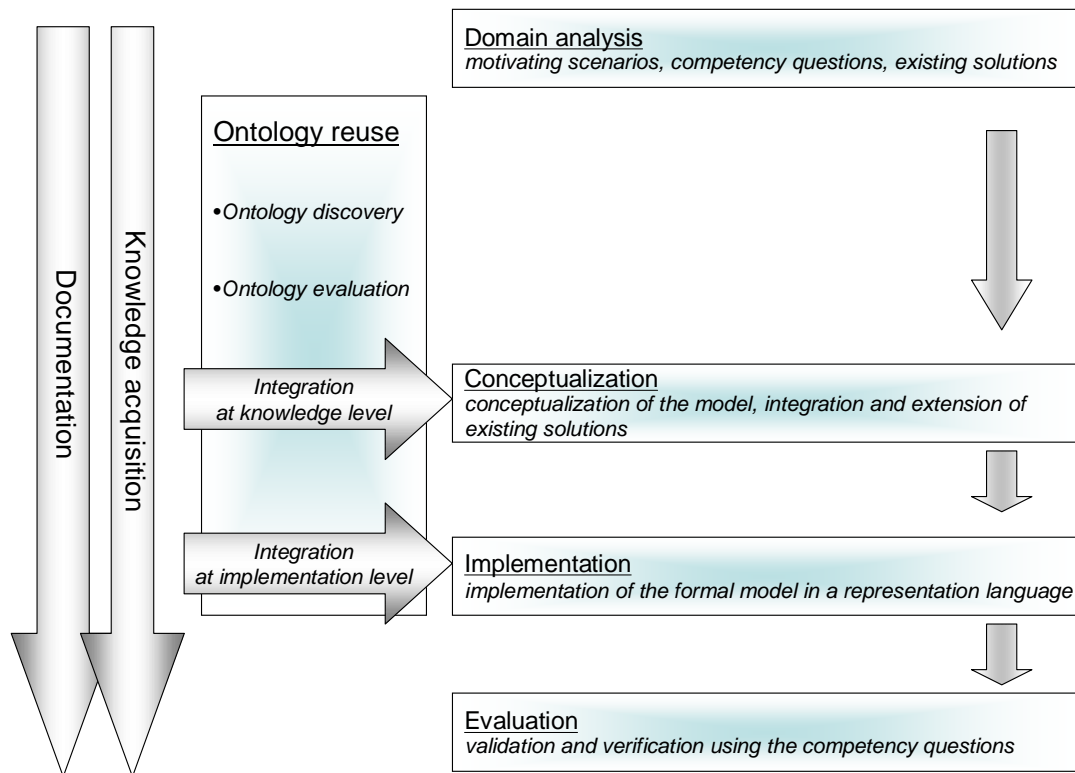 Documentation
Knowledge acquisition
Ontology reuse
•Ontology discovery
•Ontology evaluation
Integration
at knowledge level
Integration
at implementation level
Domain analysis
motivating scenarios, competency questions, existing solutions
Conceptualization
conceptualization of the model, integration and extension of
existing solutions
Implementation
implementation of the formal model in a representation language
Evaluation
validation and verification using the competency questions